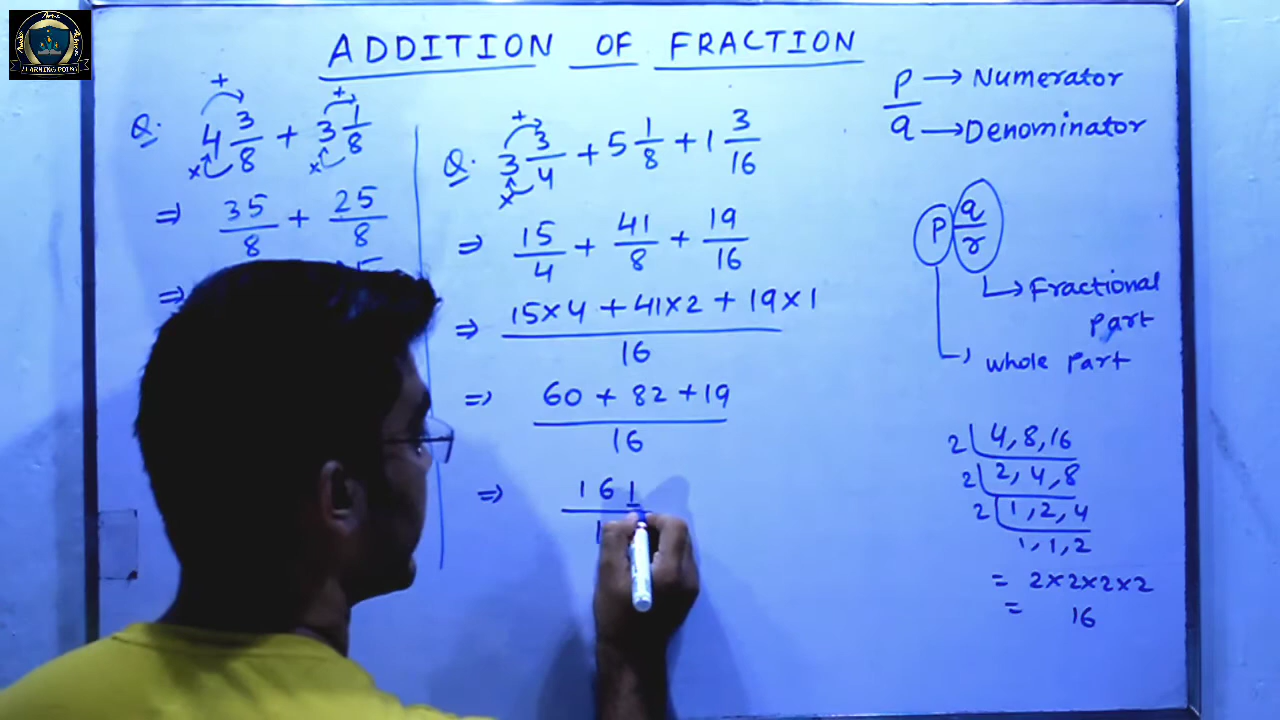 LEARNING POINT
ADDITION OF FRACTION
Q. 4 3/8 + 3 1/8
+ +
x x
⇒ 35/8 + 25/8
⇒
Q. 3 3/4 + 5 1/8 + 1 3/16
+
x
⇒ 15/4 + 41/8 + 19/16
⇒ 15×4 + 41×2 + 19×1 / 16
⇒ 60 + 82 + 19 / 16
⇒ 161
p → Numerator
q → Denominator
p q/r
Fractional
part
whole part
2 | 4, 8, 16
2 | 2, 4, 8
2 | 1, 2, 4
1, 1, 2
= 2×2×2×2
= 16